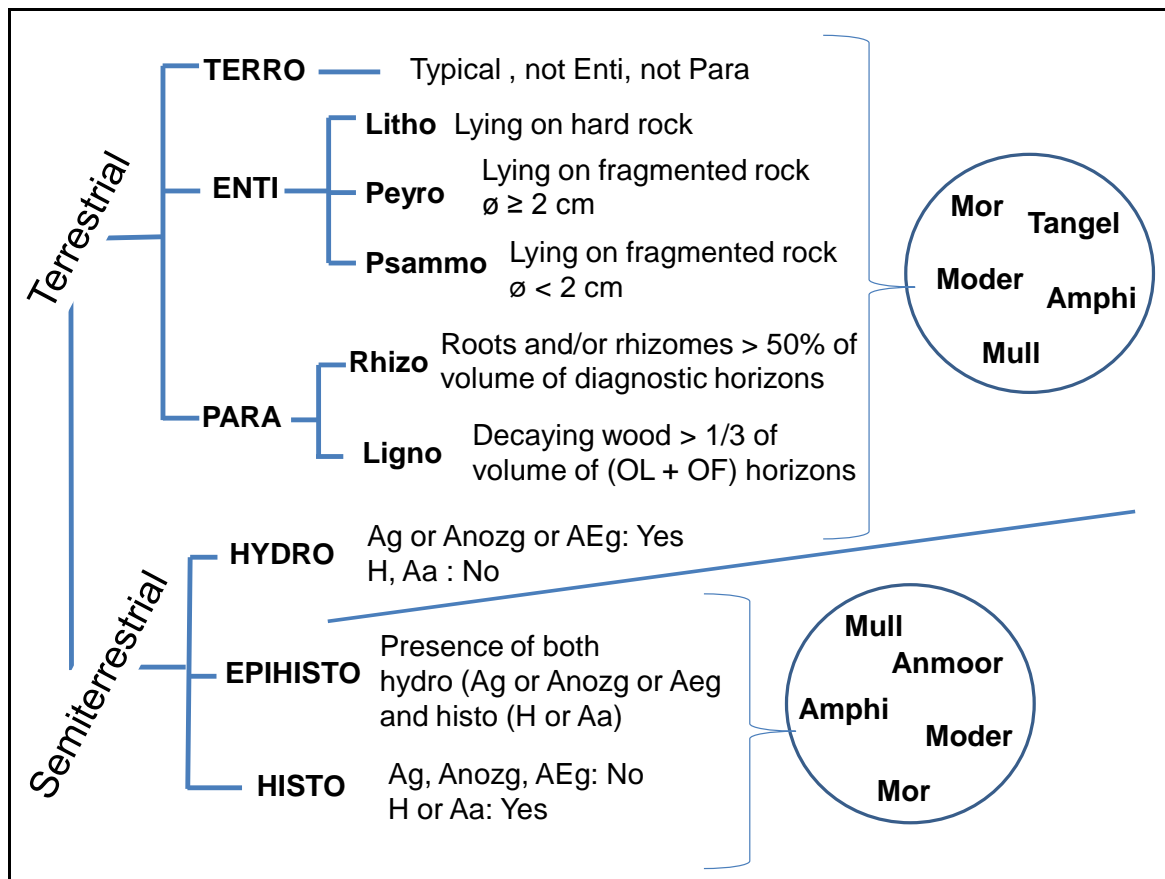 Terrestrial
TERRO
Typical , not Enti, not Para
ENTI
Litho Lying on hard rock
Peyro
Lying on fragmented rock
ø ≥ 2 cm
Psammo
Lying on fragmented rock
ø < 2 cm
PARA
Rhizo
Roots and/or rhizomes > 50% of
volume of diagnostic horizons
Ligno
Decaying wood > 1/3 of
volume of (OL + OF) horizons
Mor
Tangel
Moder
Amphi
Mull
Semiterrestrial
HYDRO
Ag or Anozg or AEg: Yes
H, Aa : No
EPIHISTO
Presence of both
hydro (Ag or Anozg or Aeg
and histo (H or Aa)
HISTO
Ag, Anozg, AEg: No
H or Aa: Yes
Mull
Anmoor
Amphi
Moder
Mor